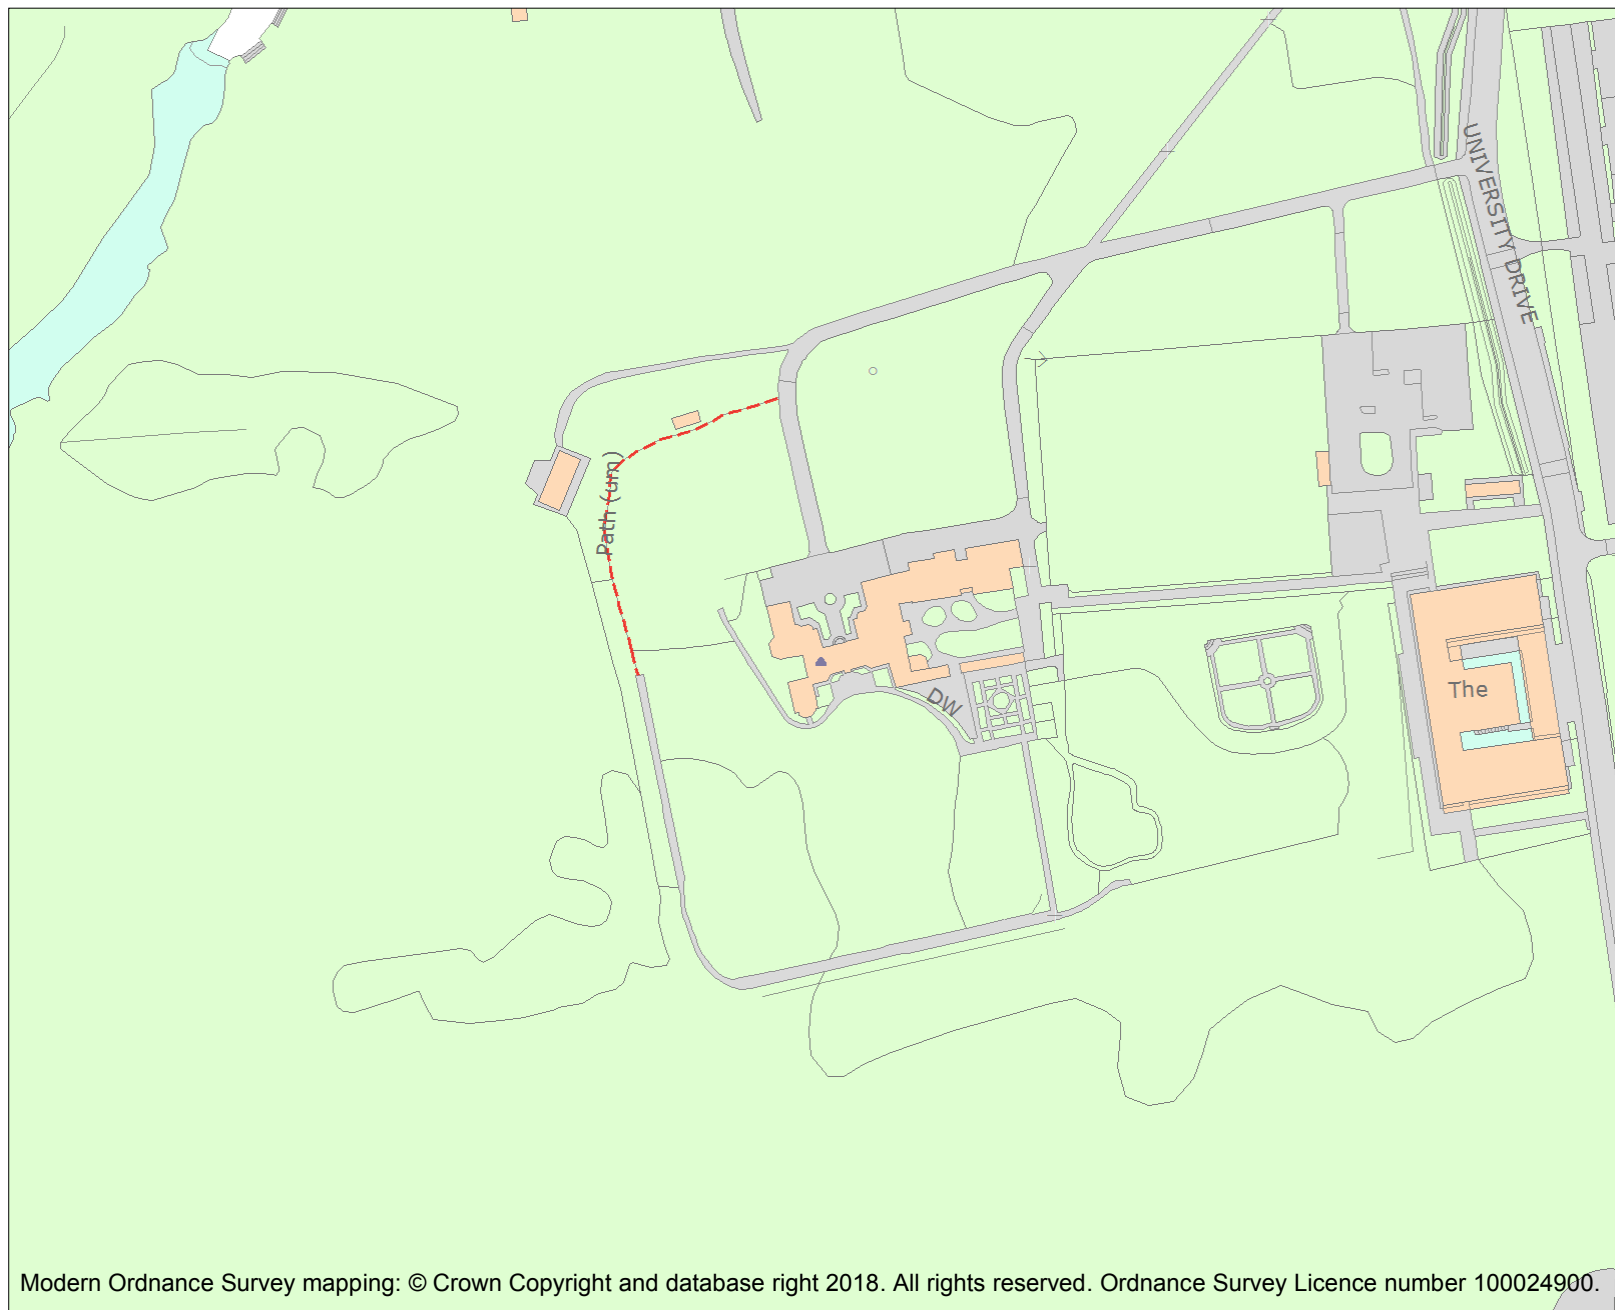 UNIVERSITY DRIVE
Path (um)
DW
The
Modern Ordnance Survey mapping: © Crown Copyright and database right 2018. All rights reserved. Ordnance Survey Licence number 100024900.